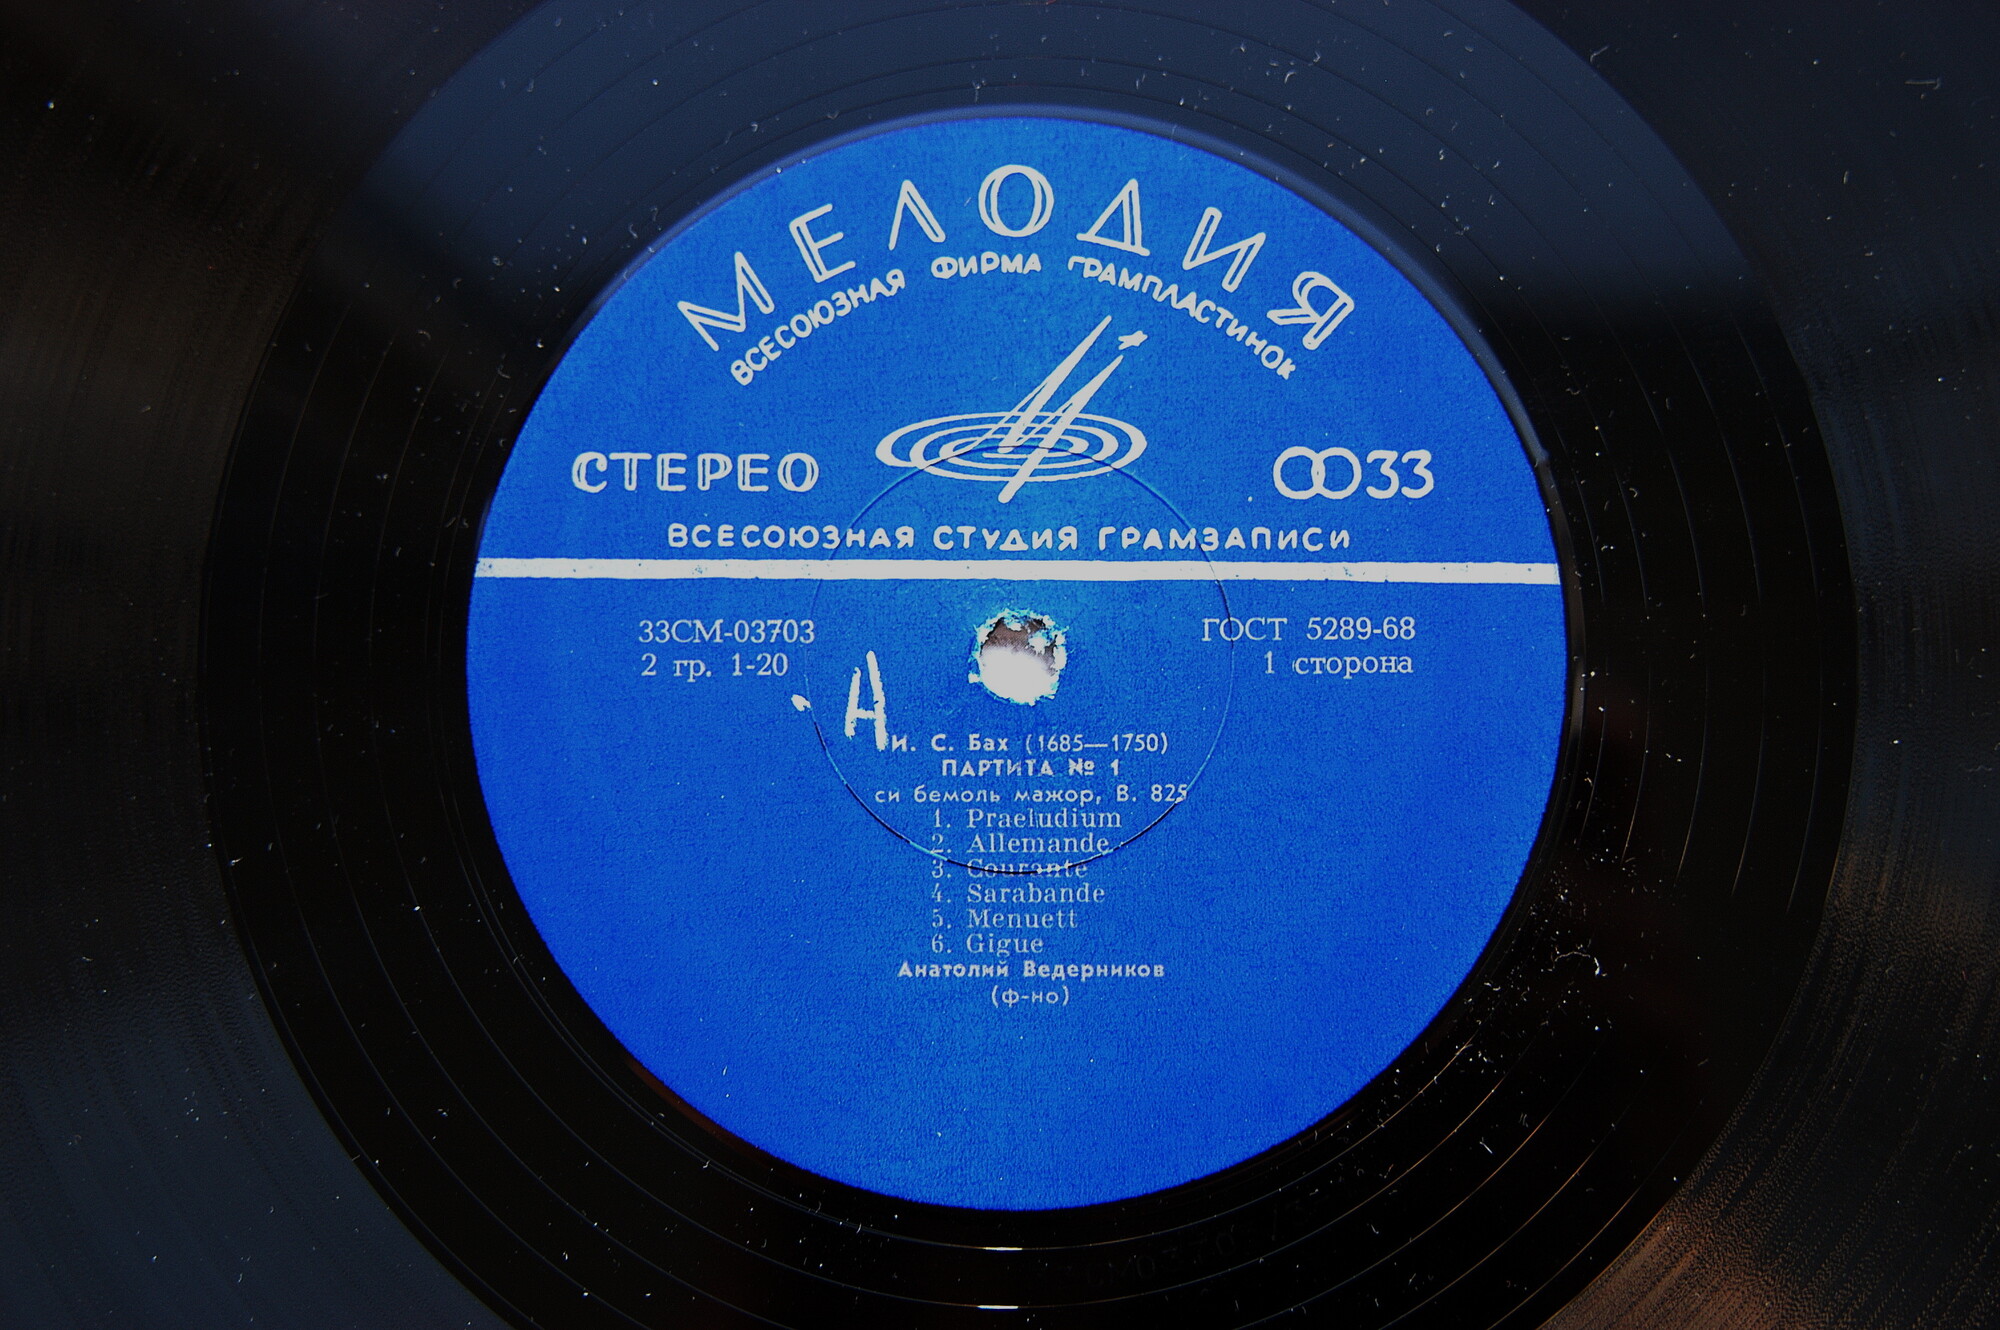 МЕЛОДИЯ
ВСЕСОЮЗНАЯ ФИРМА ГРАМПЛАСТИНОК
СТЕРЕО
33
ВСЕСОЮЗНАЯ СТУДИЯ ГРАМЗАПИСИ
33СМ-03703
2 гр. 1-20
ГОСТ 5289-68
1 сторона
А
И. С. Бах (1685—1750)
ПАРТИТА № 1
си бемоль мажор, В. 825
1. Praeludium
2. Allemande
3. Courante
4. Sarabande
5. Menuett
6. Gigue
Анатолий Ведерников
(ф-но)